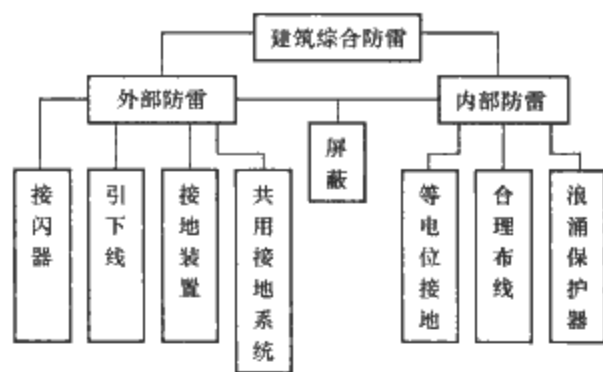 建筑综合防雷
外部防雷
内部防雷
屏蔽
接闪器
引下线
接地装置
共用接地系统
等电位接地
合理布线
浪涌保护器